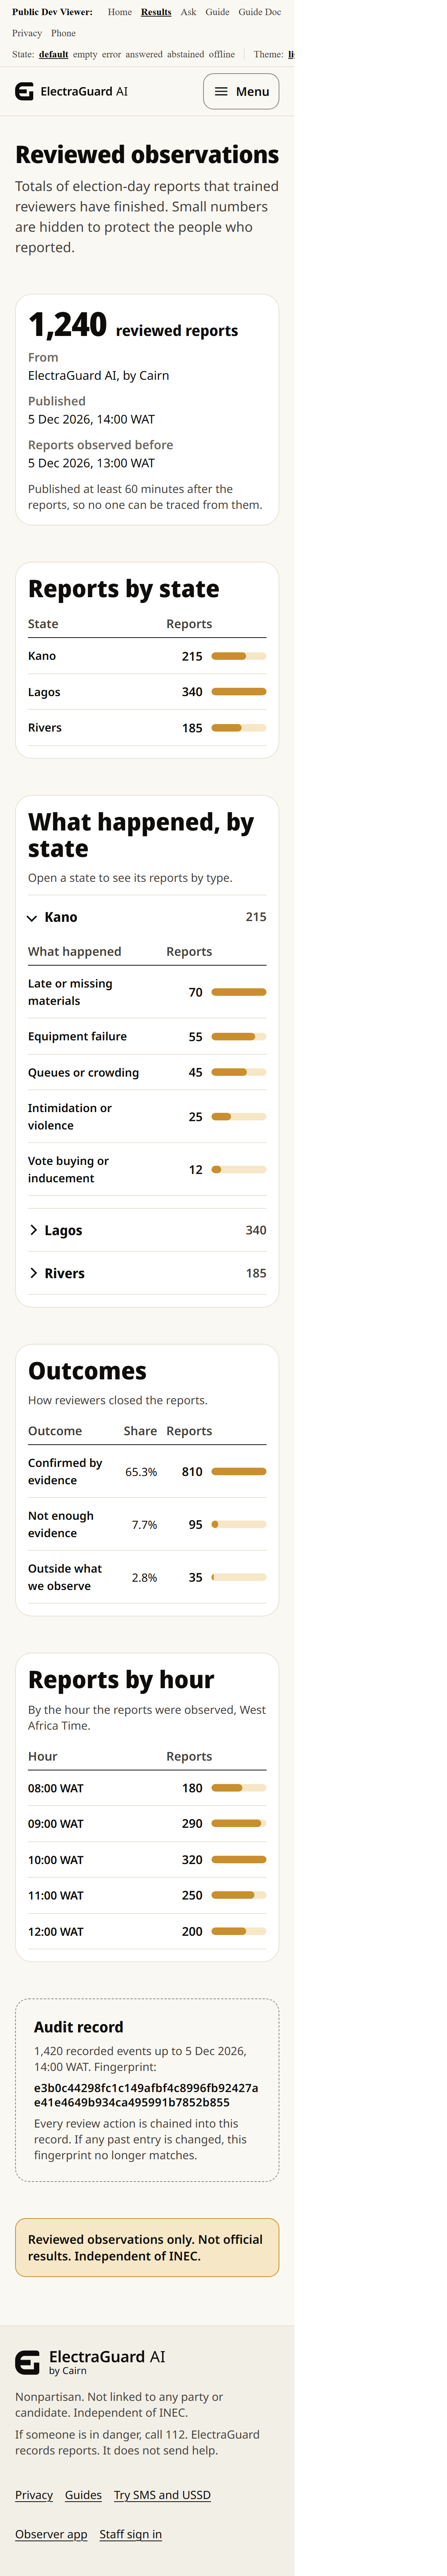 Public Dev Viewer: Home Results Ask Guide Guide Doc
Privacy Phone
State: default empty error answered abstained offline Theme:
ElectraGuard AI
Menu
Reviewed observations
Totals of election-day reports that trained
reviewers have finished. Small numbers
are hidden to protect the people who
reported.
1,240 reviewed reports
From
ElectraGuard AI, by Cairn
Published
5 Dec 2026, 14:00 WAT
Reports observed before
5 Dec 2026, 13:00 WAT
Published at least 60 minutes after the
reports, so no one can be traced from them.
Reports by state
State Reports
Kano 215
Lagos 340
Rivers 185
What happened, by
state
Open a state to see its reports by type.
Kano 215
What happened Reports
Late or missing
materials 70
Equipment failure 55
Queues or crowding 45
Intimidation or
violence 25
Vote buying or
inducement 12
Lagos 340
Rivers 185
Outcomes
How reviewers closed the reports.
Outcome Share Reports
Confirmed by
evidence 65.3% 810
Not enough
evidence 7.7% 95
Outside what
we observe 2.8% 35
Reports by hour
By the hour the reports were observed, West
Africa Time.
Hour Reports
08:00 WAT 180
09:00 WAT 290
10:00 WAT 320
11:00 WAT 250
12:00 WAT 200
Audit record
1,420 recorded events up to 5 Dec 2026,
14:00 WAT. Fingerprint:
e3b0c44298fc1c149afbf4c8996fb92427a
e41e4649b934ca495991b7852b855
Every review action is chained into this
record. If any past entry is changed, this
fingerprint no longer matches.
Reviewed observations only. Not official
results. Independent of INEC.
ElectraGuard AI
by Cairn
Nonpartisan. Not linked to any party or
candidate. Independent of INEC.
If someone is in danger, call 112. ElectraGuard
records reports. It does not send help.
Privacy Guides Try SMS and USSD
Observer app Staff sign in